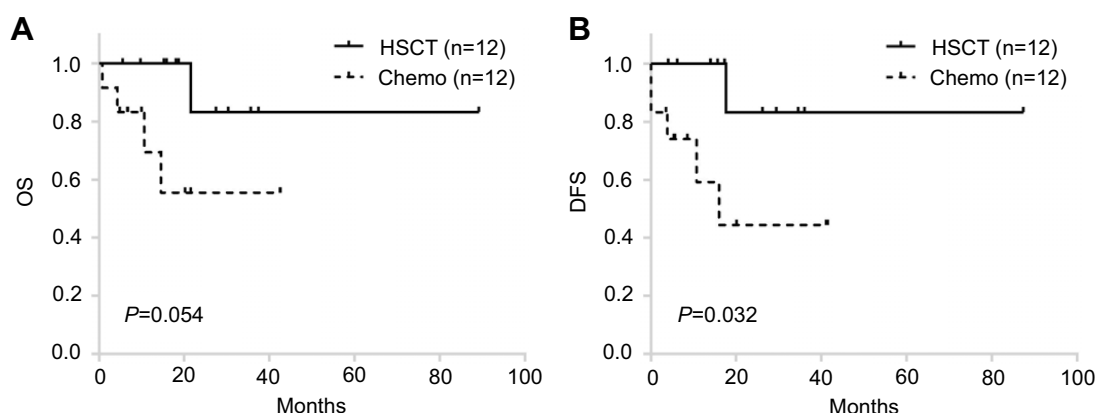 A
HSCT (n=12)
Chemo (n=12)
1.0
0.8
0.6
0.4
0.2
0.0
OS
P=0.054
0 20 40 60 80 100
Months
B
HSCT (n=12)
Chemo (n=12)
1.0
0.8
0.6
0.4
0.2
0.0
DFS
P=0.032
0 20 40 60 80 100
Months